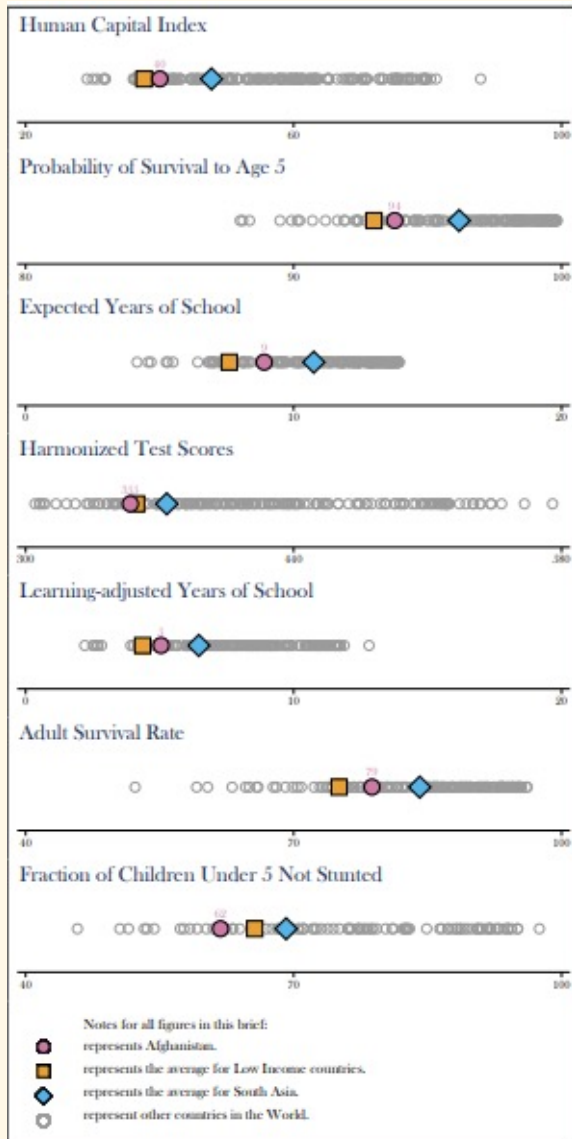 Human Capital Index
40
20 60 100
Probability of Survival to Age 5
94
80 90 100
Expected Years of School
9
0 10 20
Harmonized Test Scores
300 440 580
Learning-adjusted Years of School
0 10 20
Adult Survival Rate
79
40 70 100
Fraction of Children Under 5 Not Stunted
62
40 70 100
Notes for all figures in this brief:
represents Afghanistan.
represents the average for Low Income countries.
represents the average for South Asia.
represent other countries in the World.